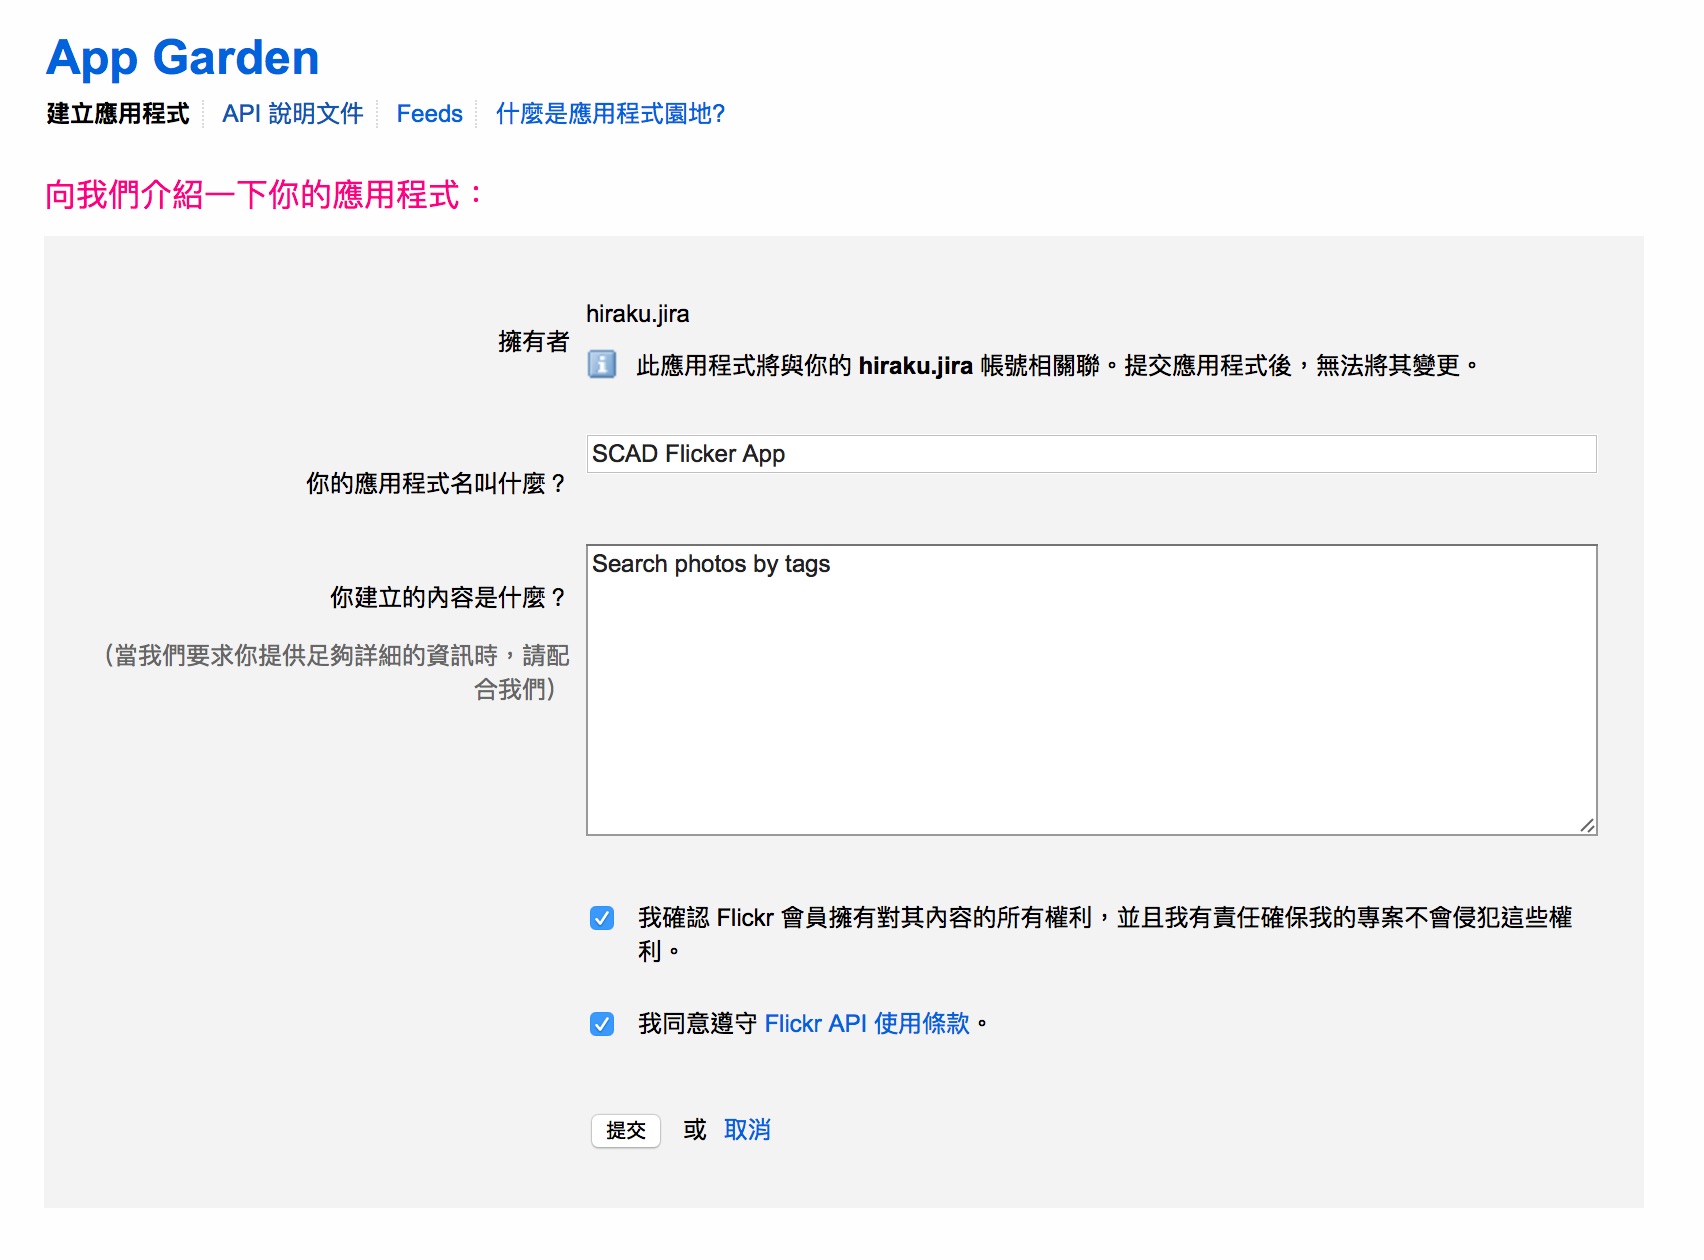 App Garden
建立應用程式 API 說明文件 Feeds 什麼是應用程式園地?
向我們介紹一下你的應用程式：
擁有者
hiraku.jira
此應用程式將與你的 hiraku.jira 帳號相關聯。提交應用程式後，無法將其變更。
你的應用程式名叫什麼？
SCAD Flicker App
你建立的內容是什麼？
（當我們要求你提供足夠詳細的資訊時，請配
合我們）
Search photos by tags
我確認 Flickr 會員擁有對其內容的所有權利，並且我有責任確保我的專案不會侵犯這些權
利。
我同意遵守 Flickr API 使用條款。
提交 或 取消